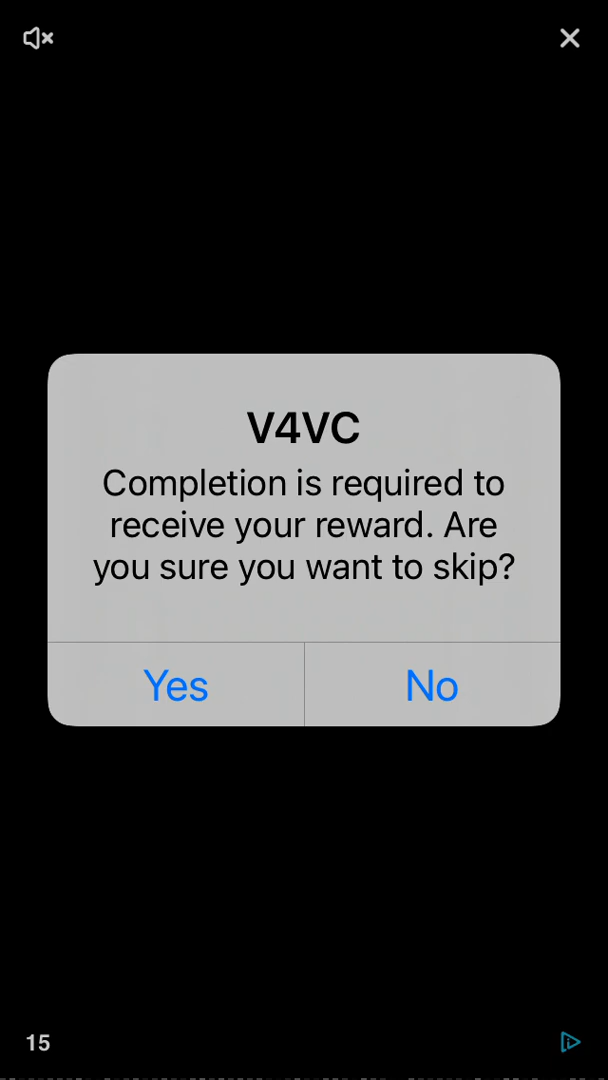 V4VC
Completion is required to
receive your reward. Are
you sure you want to skip?
Yes No
15